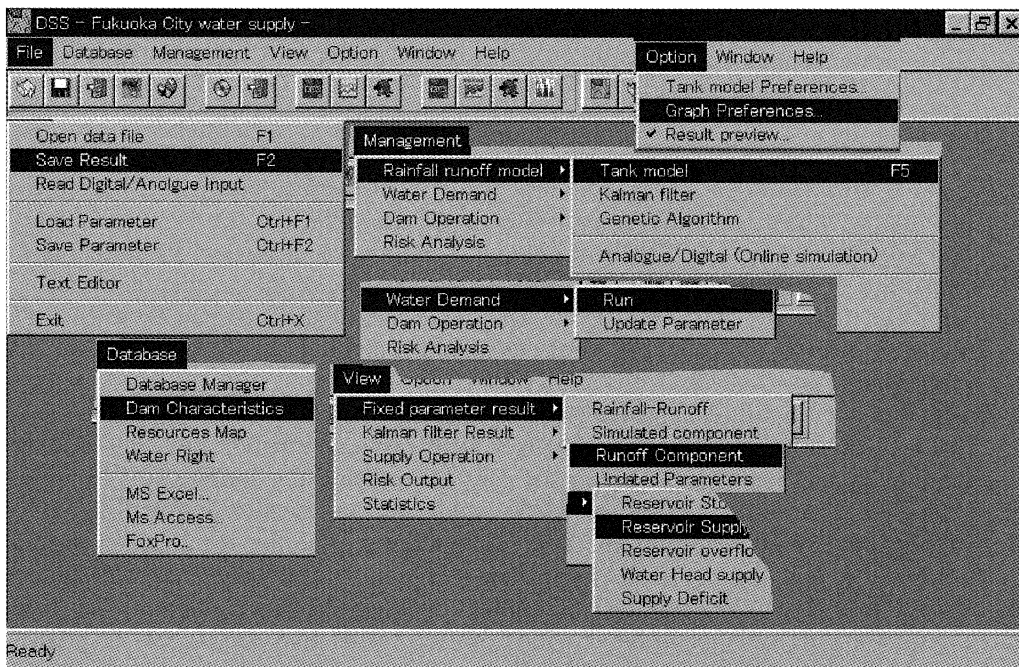 DSS - Fukuoka City water supply -
File Database Management View Option Window Help
Option Window Help
Tank model Preferences..
Graph Preferences...
✔ Result preview...
Open data file F1
Save Result F2
Read Digital/Anolgue Input
Load Parameter Ctrl+F1
Save Parameter Ctrl+F2
Text Editor
Exit Ctrl+X
Management
Rainfall runoff model
Water Demand
Dam Operation
Risk Analysis
Tank model F5
Kalman filter
Genetic Algorithm
Analogue/Digital (Online simulation)
Water Demand
Dam Operation
Risk Analysis
Run
Update Parameter
Database
Database Manager
Dam Characteristics
Resources Map
Water Right
MS Excel...
Ms Access.
FoxPro..
View Option Window Help
Fixed parameter result
Kalman filter Result
Supply Operation
Risk Output
Statistics
Rainfall-Runoff
Simulated component
Runoff Component
Updated Parameters
Reservoir Sto
Reservoir Supply
Reservoir overflo
Water Head supply
Supply Deficit
Ready